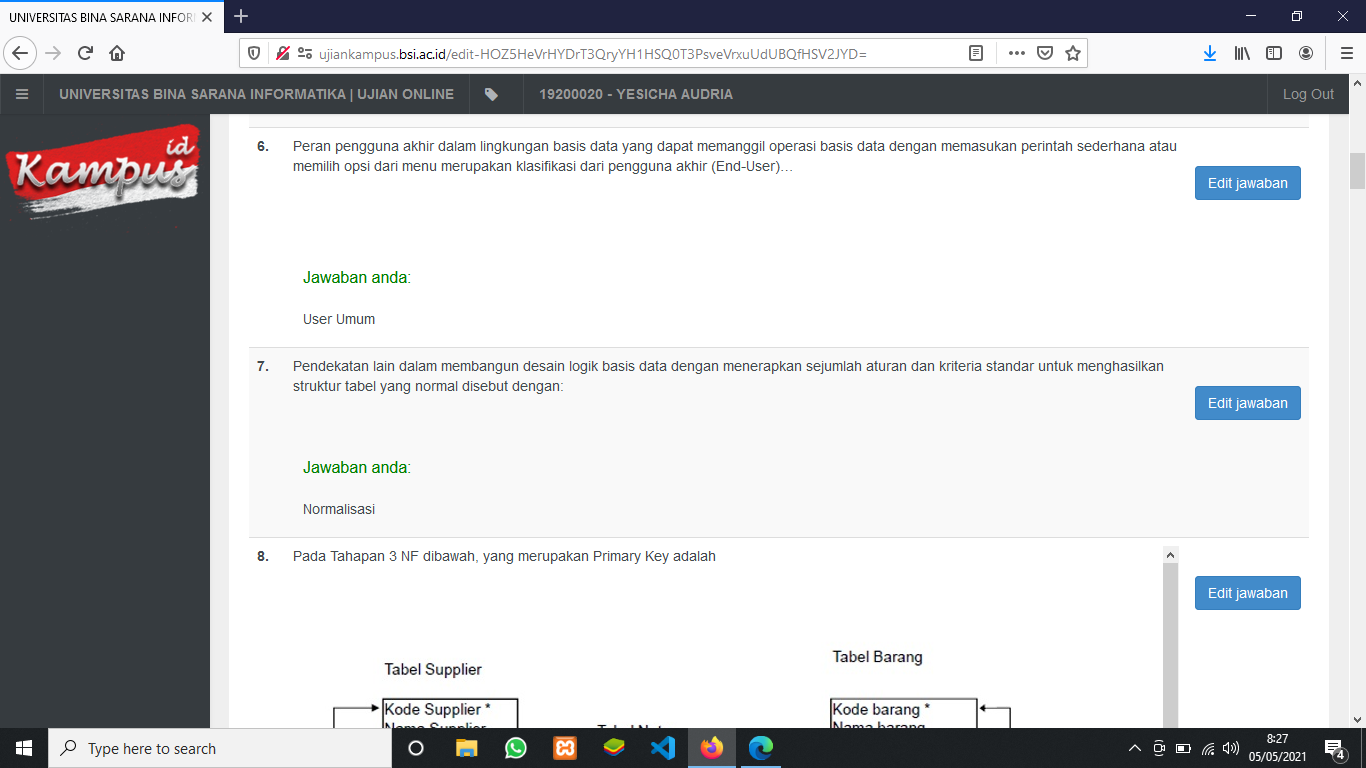 UNIVERSITAS BINA SARANA INFOR
ujiankampus.bsi.ac.id/edit-HOZ5HeVrHYDrT3QryYH1HSQ0T3PsveVrxuUdUBQfHSV2JYD=
UNIVERSITAS BINA SARANA INFORMATIKA | UJIAN ONLINE
19200020 - YESICHA AUDRIA
Log Out
Kampus id
6. Peran pengguna akhir dalam lingkungan basis data yang dapat memanggil operasi basis data dengan memasukan perintah sederhana atau
memilih opsi dari menu merupakan klasifikasi dari pengguna akhir (End-User)…
Edit jawaban
Jawaban anda:
User Umum
7. Pendekatan lain dalam membangun desain logik basis data dengan menerapkan sejumlah aturan dan kriteria standar untuk menghasilkan
struktur tabel yang normal disebut dengan:
Edit jawaban
Jawaban anda:
Normalisasi
8. Pada Tahapan 3 NF dibawah, yang merupakan Primary Key adalah
Edit jawaban
Tabel Supplier
Tabel Barang
Kode Supplier *
Kode barang *
Nama Supplier
Nama barang
Type here to search
8:27
05/05/2021
4